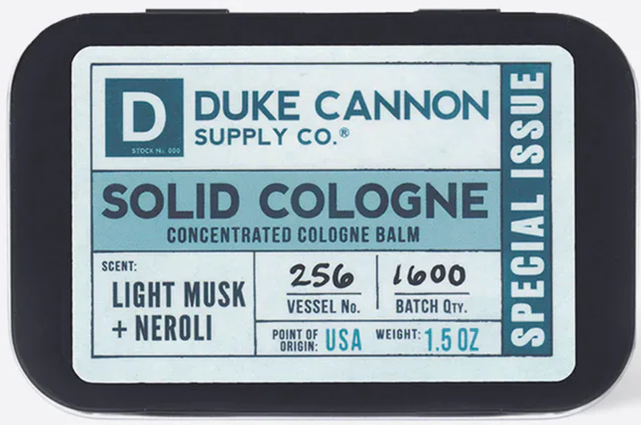 D
STOCK No. 000
DUKE CANNON
SUPPLY CO.®
SOLID COLOGNE
CONCENTRATED COLOGNE BALM
SCENT:
LIGHT MUSK
+ NEROLI
256
VESSEL No.
1600
BATCH QTY.
POINT OF
ORIGIN: USA
WEIGHT: 1.5 OZ
SPECIAL ISSUE